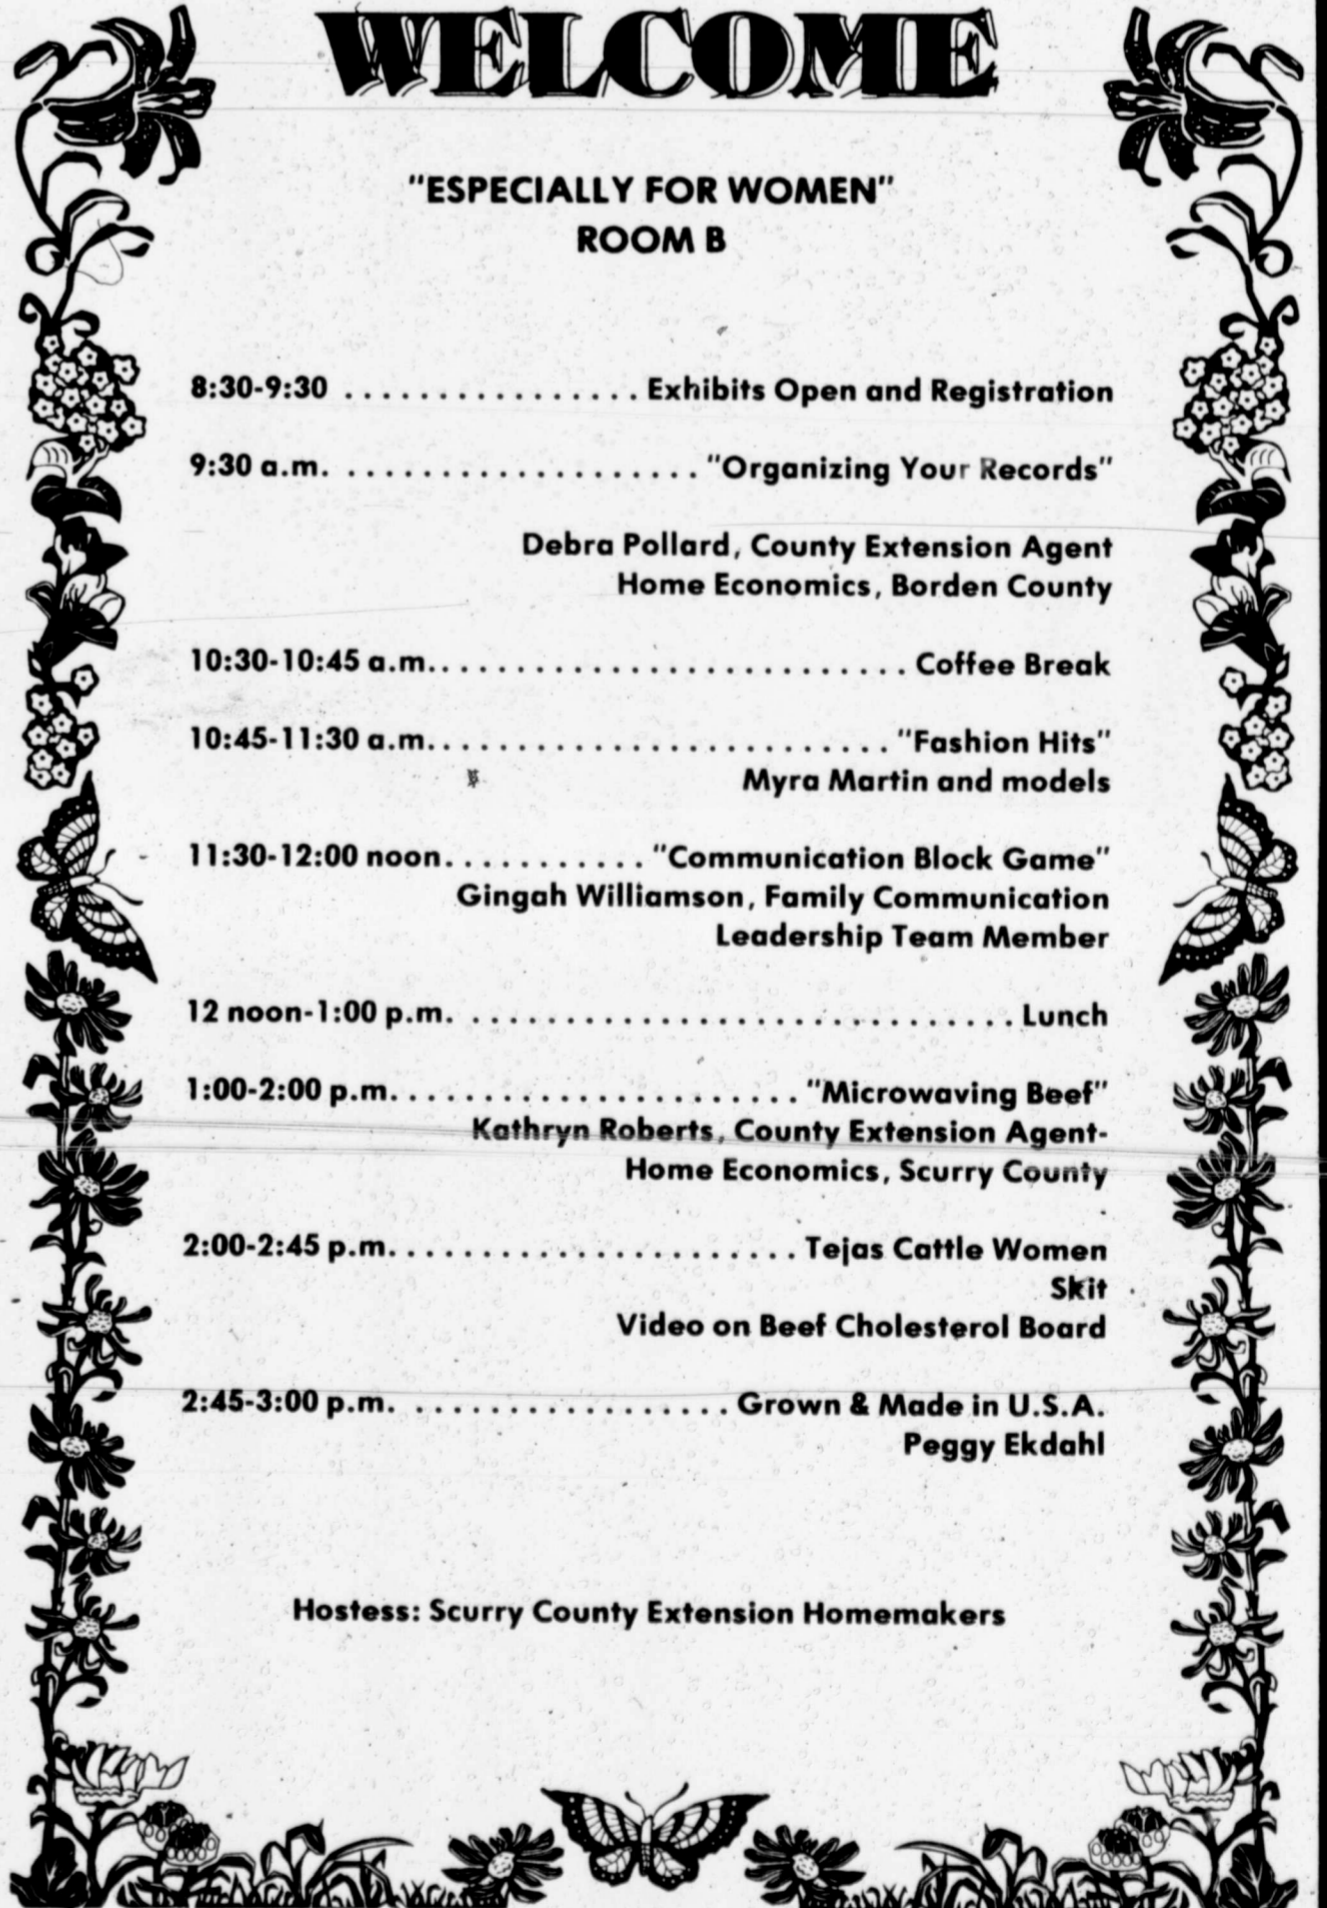 WELCOME
"ESPECIALLY FOR WOMEN"
ROOM B
8:30-9:30 ................ Exhibits Open and Registration
9:30 a.m. ................... "Organizing Your Records"
Debra Pollard, County Extension Agent
Home Economics, Borden County
10:30-10:45 a.m.......................... Coffee Break
10:45-11:30 a.m......................... "Fashion Hits"
Myra Martin and models
11:30-12:00 noon........... "Communication Block Game"
Gingah Williamson, Family Communication
Leadership Team Member
12 noon-1:00 p.m. ............................. Lunch
1:00-2:00 p.m...................... "Microwaving Beef"
Kathryn Roberts, County Extension Agent-
Home Economics, Scurry County
2:00-2:45 p.m...................... Tejas Cattle Women
Skit
Video on Beef Cholesterol Board
2:45-3:00 p.m. ................. Grown & Made in U.S.A.
Peggy Ekdahl
Hostess: Scurry County Extension Homemakers